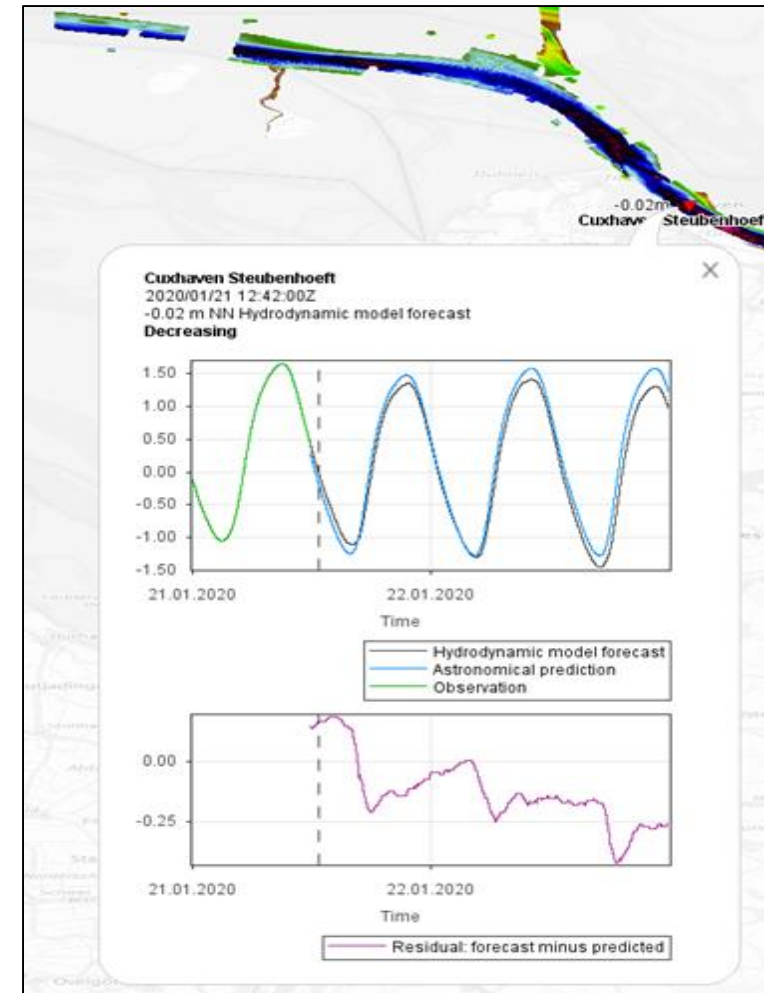 -0.02m
Cuxhav Steubenhoef
Cuxhaven Steubenhoeft
2020/01/21 12:42:00Z
-0.02 m NN Hydrodynamic model forecast
Decreasing
1.50
1.00
0.50
0.00
-0.50
-1.00
-1.50
21.01.2020 22.01.2020
Time
Hydrodynamic model forecast
Astronomical prediction
Observation
0.00
-0.25
21.01.2020 22.01.2020
Time
Residual: forecast minus predicted